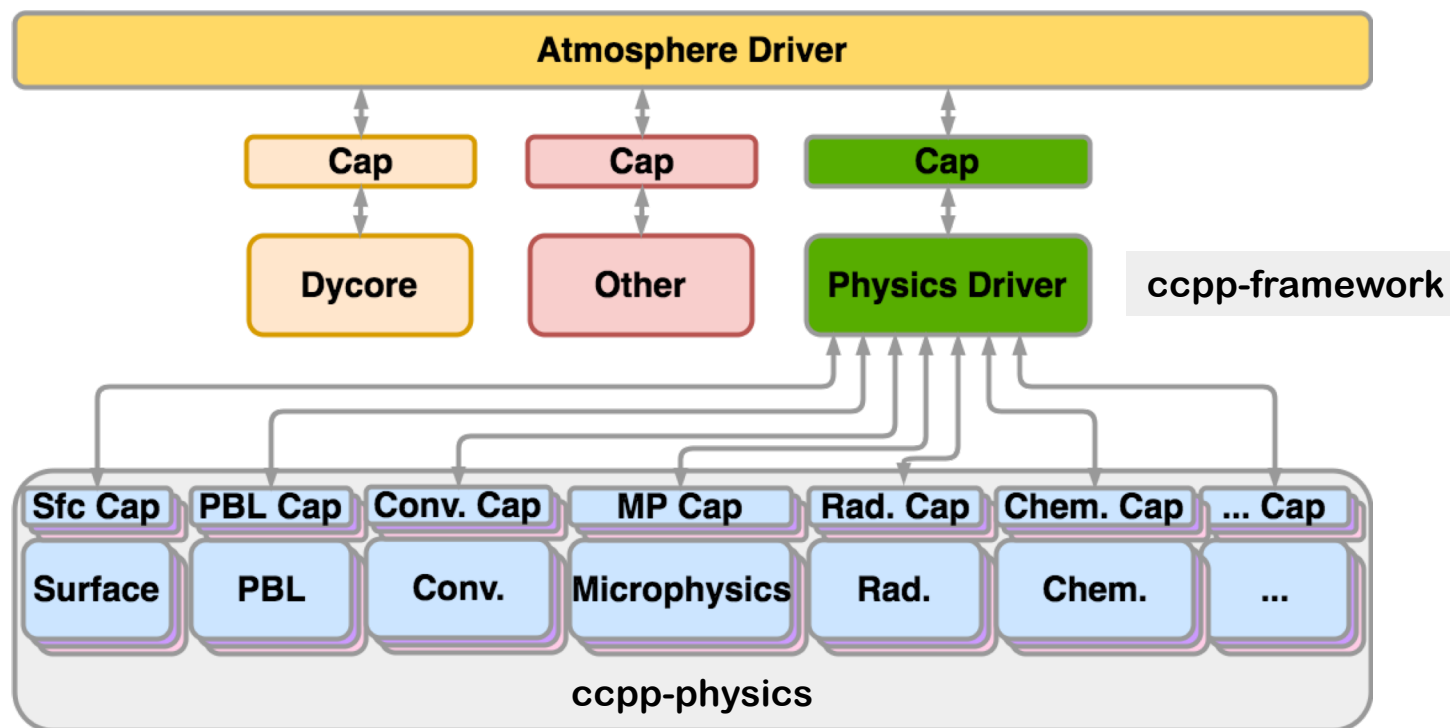 Atmosphere Driver
Cap
Cap
Cap
Dycore
Other
Physics Driver
ccpp-framework
Sfc Cap
PBL Cap
Conv. Cap
MP Cap
Rad. Cap
Chem. Cap
... Cap
Surface
PBL
Conv.
Microphysics
Rad.
Chem.
...
ccpp-physics